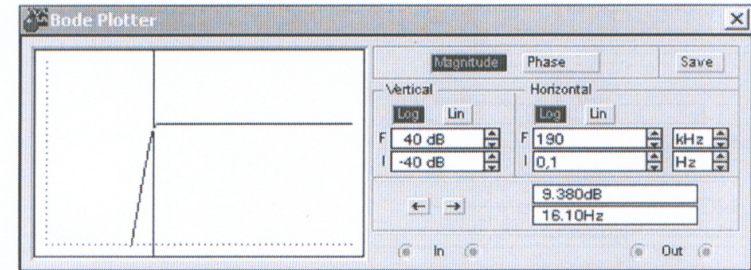 Bode Plotter
Magnitude Phase Save
Vertical Horizontal
Log Lin Log Lin
F 40 dB F 190 kHz
I -40 dB I 0,1 Hz
← → 9.380dB
16.10Hz
In Out